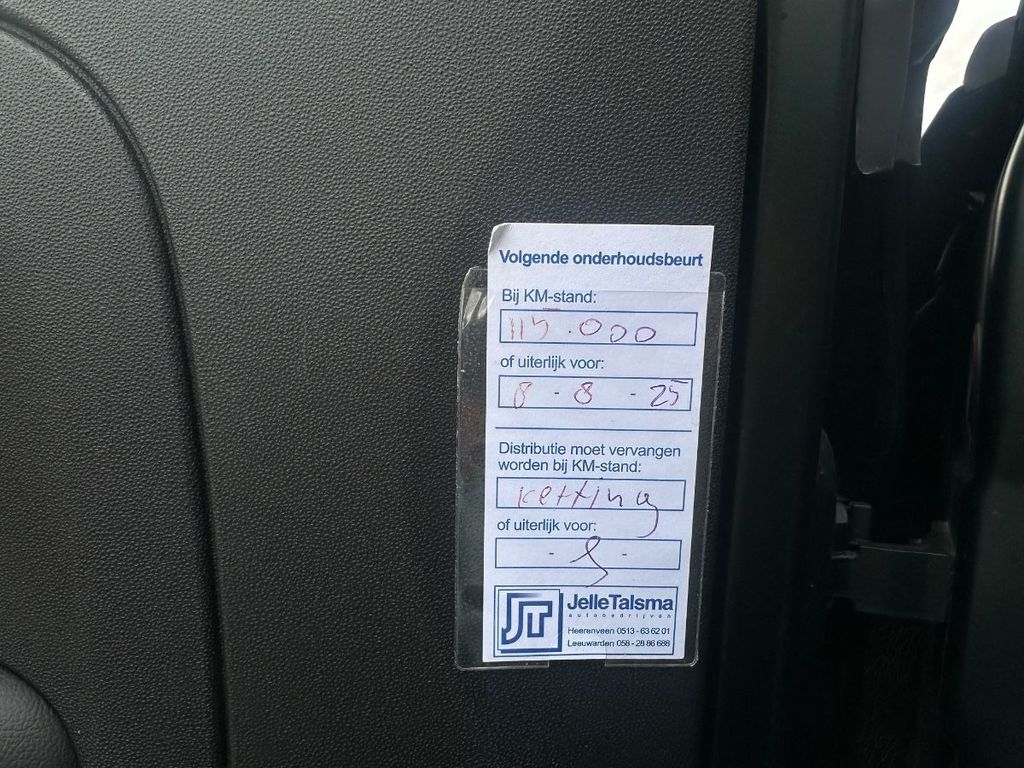 Volgende onderhoudsbeurt
Bij KM-stand:
115.000
of uiterlijk voor:
8 - 8 - 25
Distributie moet vervangen
worden bij KM-stand:
ketting
of uiterlijk voor:
- -
JT JelleTalsma
autobedrijven
Heerenveen 0513 - 63 62 01
Leeuwarden 058 - 28 86 688